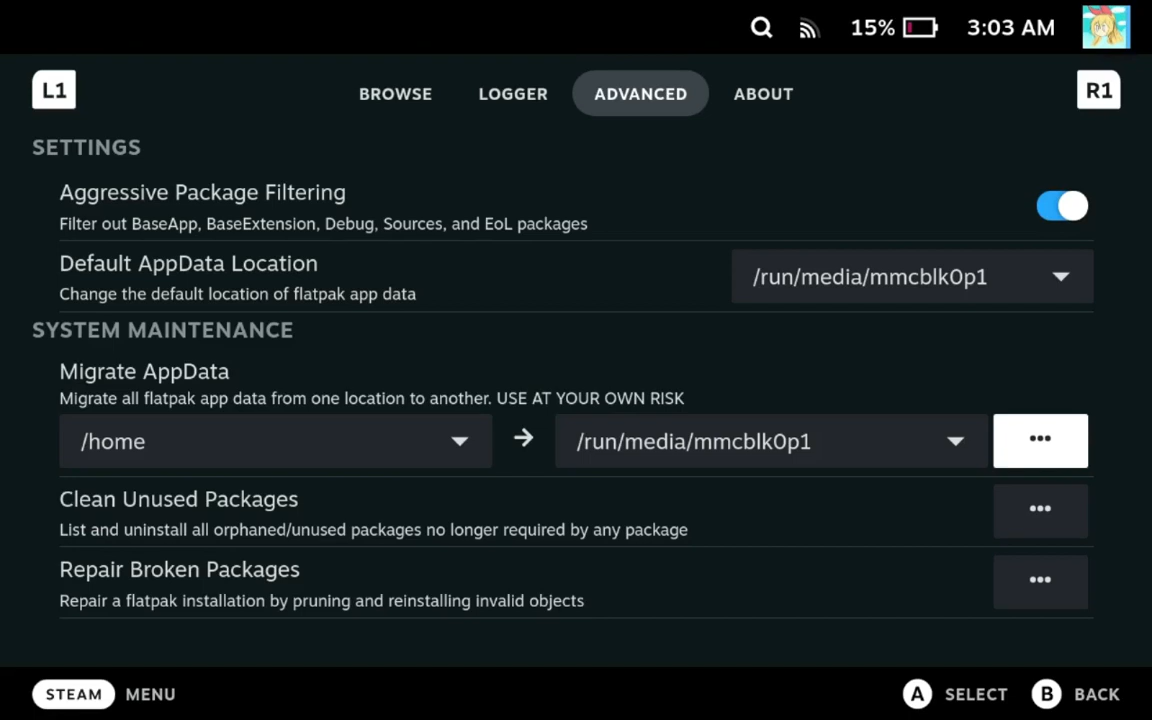 15% 3:03 AM
L1 BROWSE LOGGER ADVANCED ABOUT R1
SETTINGS
Aggressive Package Filtering
Filter out BaseApp, BaseExtension, Debug, Sources, and EoL packages
Default AppData Location
/run/media/mmcblk0p1
Change the default location of flatpak app data
SYSTEM MAINTENANCE
Migrate AppData
Migrate all flatpak app data from one location to another. USE AT YOUR OWN RISK
/home → /run/media/mmcblk0p1 •••
Clean Unused Packages
•••
List and uninstall all orphaned/unused packages no longer required by any package
Repair Broken Packages
•••
Repair a flatpak installation by pruning and reinstalling invalid objects
STEAM MENU A SELECT B BACK